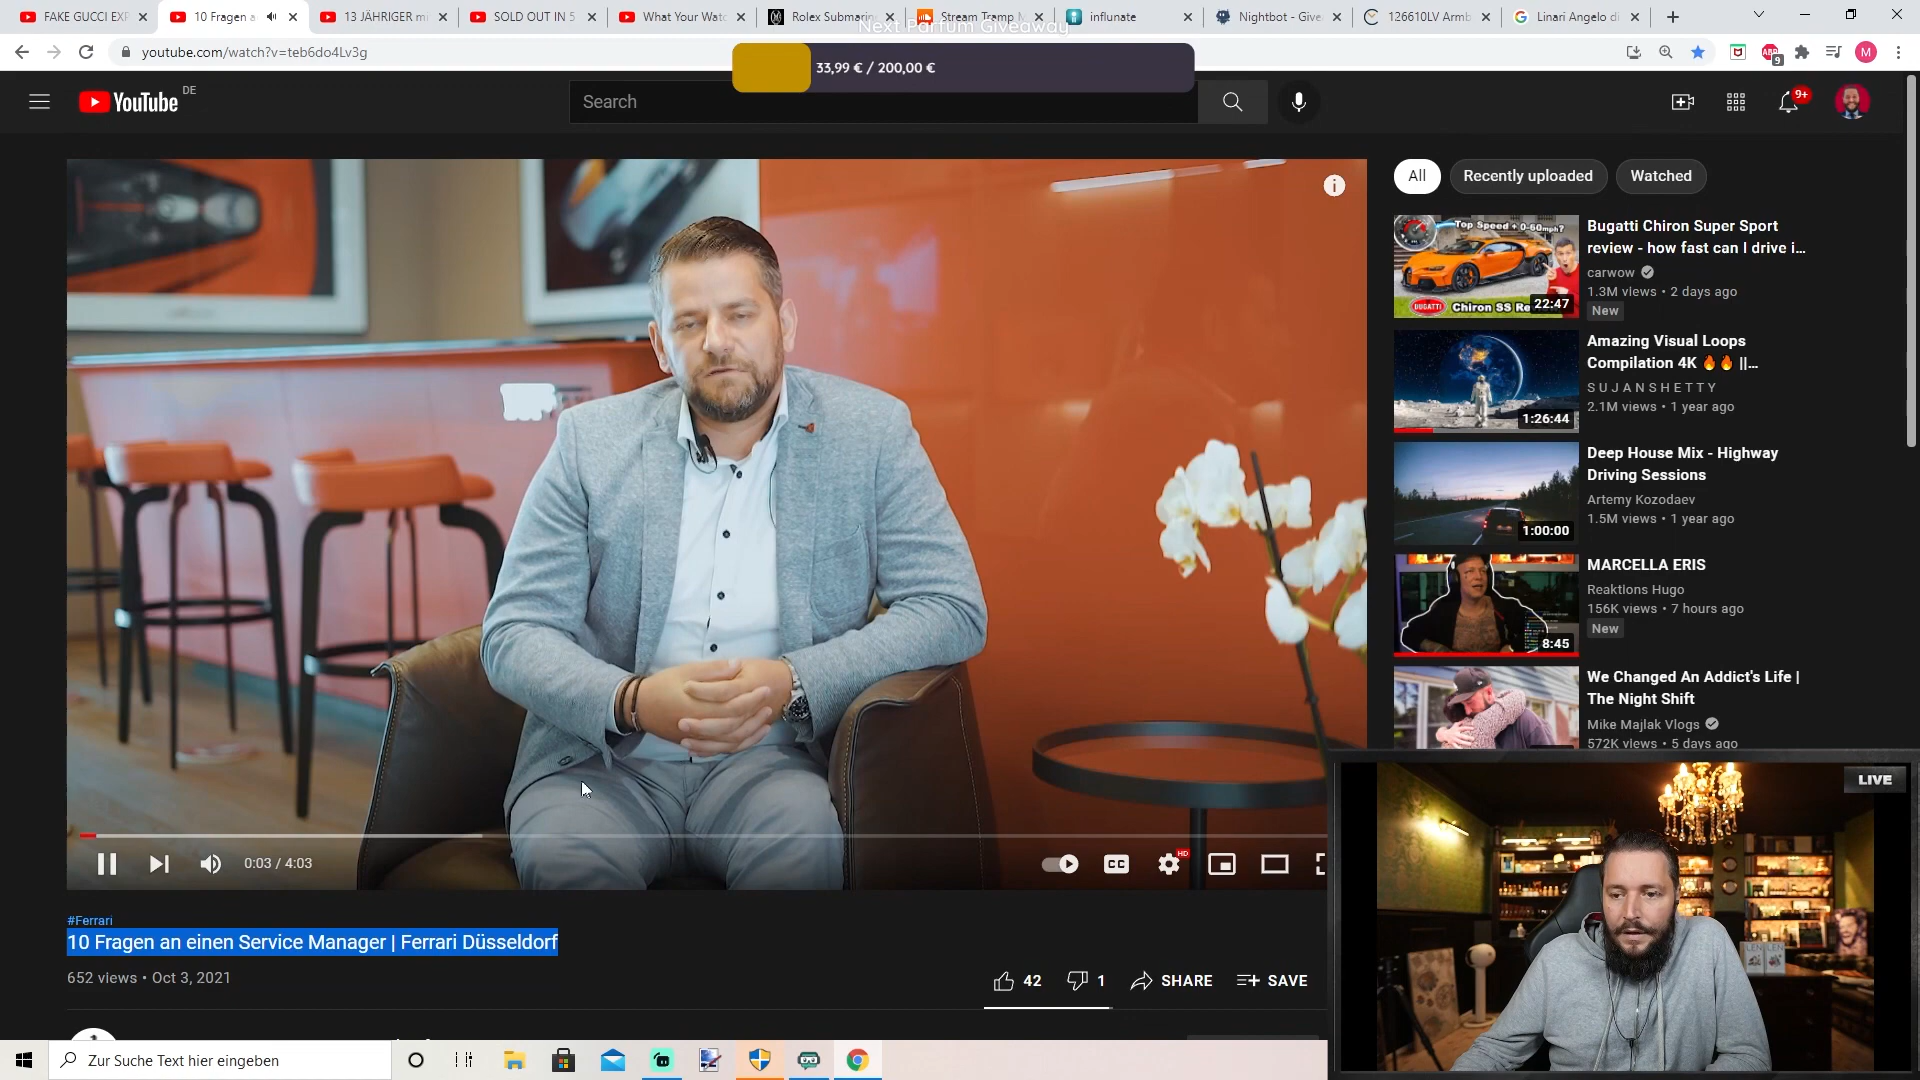 FAKE GUCCI EXP
10 Fragen a
13 JÄHRIGER mi
SOLD OUT IN 5
What Your Watc
Rolex Submarin
Stream Tramp M
influnate
Nightbot - Give
126610LV Armb
Linari Angelo di
Next Parfum Giveaway
youtube.com/watch?v=teb6do4Lv3g
ABP
9
M
33,99 € / 200,00 €
YouTube DE
Search
9+
All
Recently uploaded
Watched
Top Speed + 0-60mph?
BUGATTI
Chiron SS Re
22:47
Bugatti Chiron Super Sport
review - how fast can I drive i...
carwow
1.3M views • 2 days ago
New
1:26:44
Amazing Visual Loops
Compilation 4K 🔥🔥 ||...
S U J A N S H E T T Y
2.1M views • 1 year ago
1:00:00
Deep House Mix - Highway
Driving Sessions
Artemy Kozodaev
1.5M views • 1 year ago
8:45
MARCELLA ERIS
Reaktions Hugo
156K views • 7 hours ago
New
We Changed An Addict's Life |
The Night Shift
Mike Majlak Vlogs
572K views • 5 days ago
0:03 / 4:03
CC
HD
LIVE
#Ferrari
10 Fragen an einen Service Manager | Ferrari Düsseldorf
652 views • Oct 3, 2021
42
1
SHARE
SAVE
Zur Suche Text hier eingeben